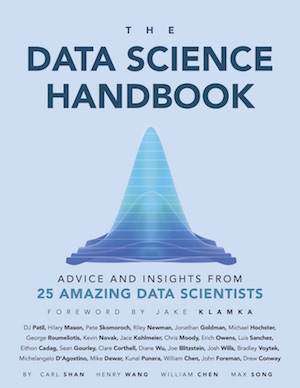 THE
DATA SCIENCE
HANDBOOK
ADVICE AND INSIGHTS FROM
25 AMAZING DATA SCIENTISTS
FOREWORD BY JAKE KLAMKA
DJ Patil, Hilary Mason, Pete Skomoroch, Riley Newman, Jonathan Goldman, Michael Hochster,
George Roumeliotis, Kevin Novak, Jace Kohlmeier, Chris Moody, Erich Owens, Luis Sanchez,
Eithon Cadag, Sean Gourley, Clare Corthell, Diane Wu, Joe Blitzstein, Josh Wills, Bradley Voytek,
Michelangelo D'Agostino, Mike Dewar, Kunal Punera, William Chen, John Foreman, Drew Conway
BY CARL SHAN HENRY WANG WILLIAM CHEN MAX SONG